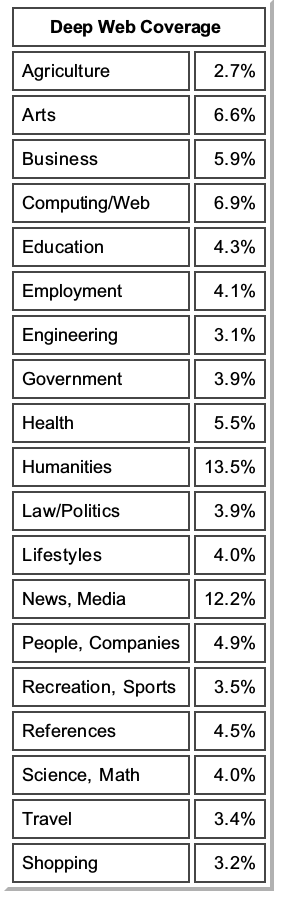 Deep Web Coverage
Agriculture 2.7%
Arts 6.6%
Business 5.9%
Computing/Web 6.9%
Education 4.3%
Employment 4.1%
Engineering 3.1%
Government 3.9%
Health 5.5%
Humanities 13.5%
Law/Politics 3.9%
Lifestyles 4.0%
News, Media 12.2%
People, Companies 4.9%
Recreation, Sports 3.5%
References 4.5%
Science, Math 4.0%
Travel 3.4%
Shopping 3.2%